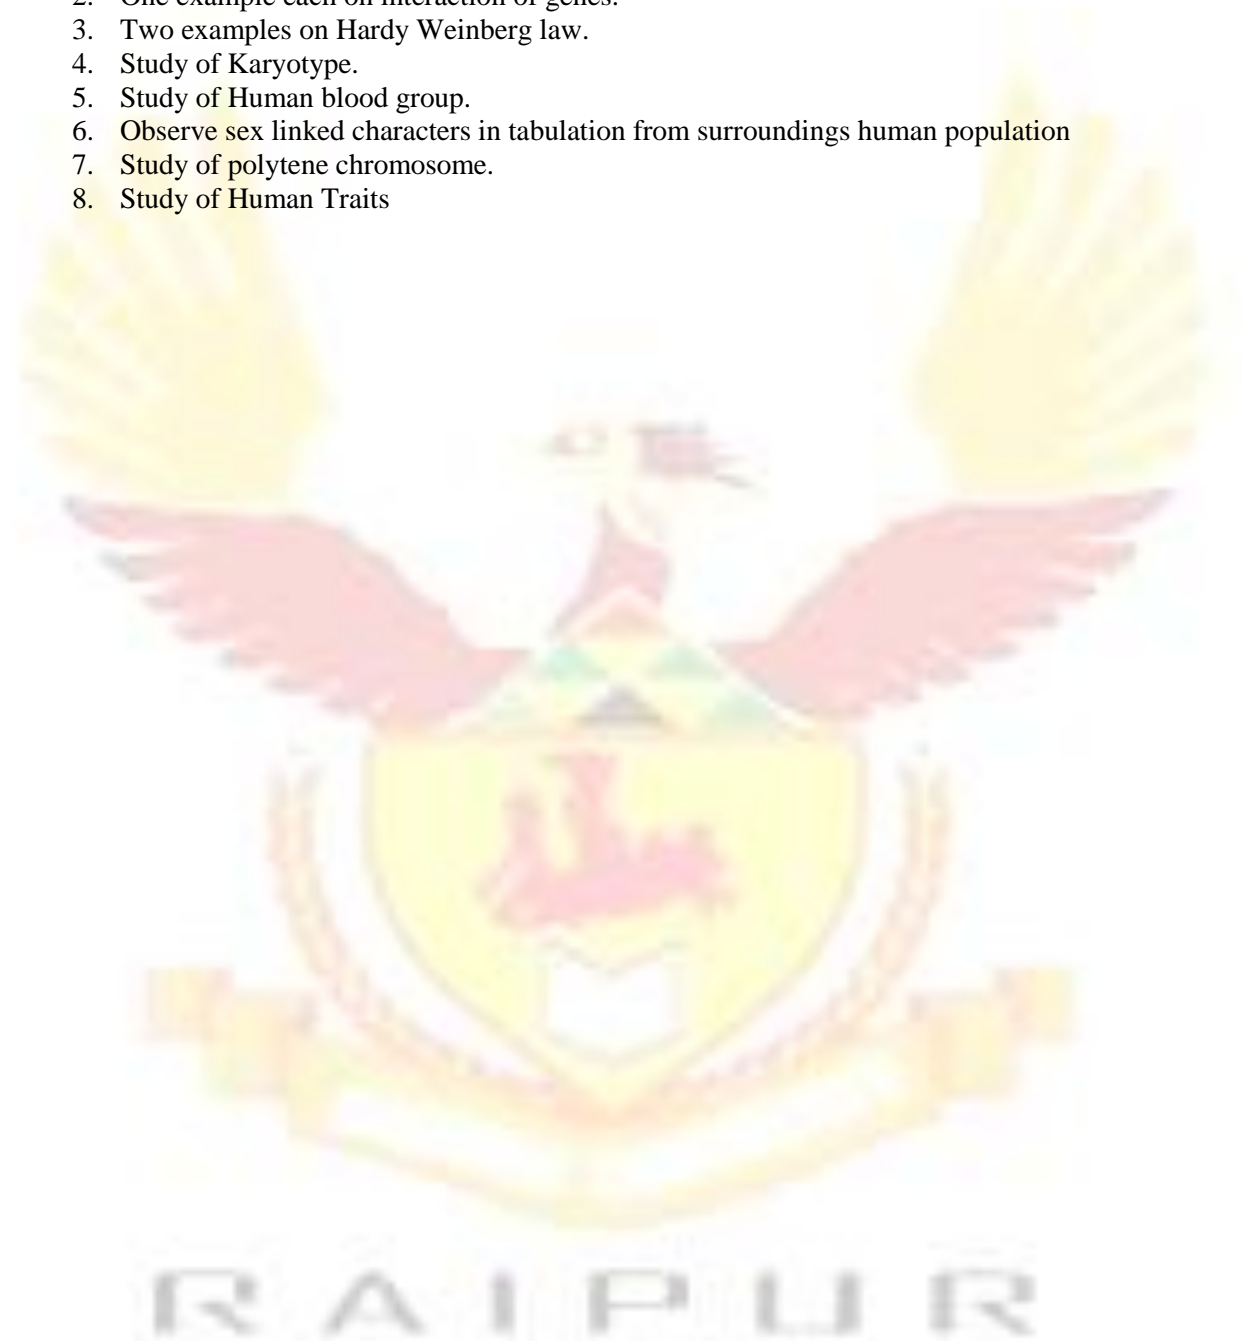 2. One example each on interaction of genes.
3. Two examples on Hardy Weinberg law.
4. Study of Karyotype.
5. Study of Human blood group.
6. Observe sex linked characters in tabulation from surroundings human population
7. Study of polytene chromosome.
8. Study of Human Traits
RAIPUR